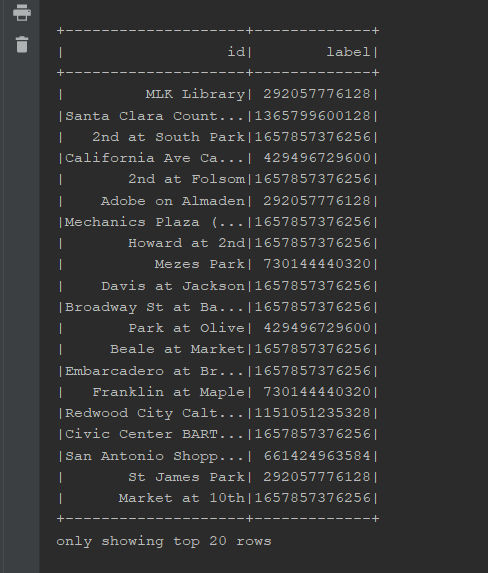 +--------------------+-------------+
|                  id|        label|
+--------------------+-------------+
|         MLK Library| 292057776128|
|Santa Clara Count...|1365799600128|
|   2nd at South Park|1657857376256|
|California Ave Ca...| 429496729600|
|       2nd at Folsom|1657857376256|
|    Adobe on Almaden| 292057776128|
|Mechanics Plaza (...|1657857376256|
|       Howard at 2nd|1657857376256|
|          Mezes Park| 730144440320|
|    Davis at Jackson|1657857376256|
|Broadway St at Ba...|1657857376256|
|       Park at Olive| 429496729600|
|     Beale at Market|1657857376256|
|Embarcadero at Br...|1657857376256|
|   Franklin at Maple| 730144440320|
|Redwood City Calt...|1151051235328|
|Civic Center BART...|1657857376256|
|San Antonio Shopp...| 661424963584|
|       St James Park| 292057776128|
|      Market at 10th|1657857376256|
+--------------------+-------------+
only showing top 20 rows